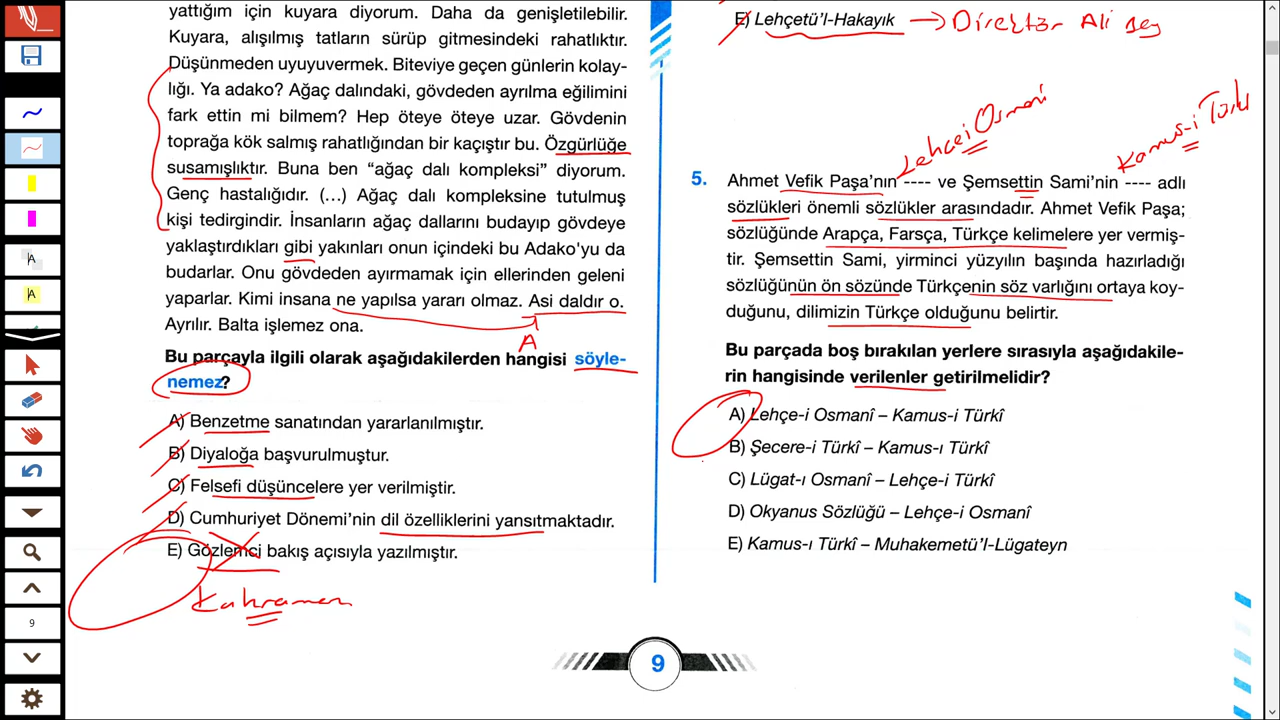 yattığım için kuyara diyorum. Daha da genişletilebilir.
Kuyara, alışılmış tatların sürüp gitmesindeki rahatlıktır.
Düşünmeden uyuyuvermek. Biteviye geçen günlerin kolay-
lığı. Ya adako? Ağaç dalındaki, gövdeden ayrılma eğilimini
fark ettin mi bilmem? Hep öteye öteye uzar. Gövdenin
toprağa kök salmış rahatlığından bir kaçıştır bu. Özgürlüğe
susamışlıktır. Buna ben “ağaç dalı kompleksi” diyorum.
Genç hastalığıdır. (...) Ağaç dalı kompleksine tutulmuş
kişi tedirgindir. İnsanların ağaç dallarını budayıp gövdeye
yaklaştırdıkları gibi yakınları onun içindeki bu Adako'yu da
budarlar. Onu gövdeden ayırmamak için ellerinden geleni
yaparlar. Kimi insana ne yapılsa yararı olmaz. Asi daldır o.
Ayrılır. Balta işlemez ona.
A
Bu parçayla ilgili olarak aşağıdakilerden hangisi söyle-
nemez?
A) Benzetme sanatından yararlanılmıştır.
B) Diyaloğa başvurulmuştur.
C) Felsefi düşüncelere yer verilmiştir.
D) Cumhuriyet Dönemi’nin dil özelliklerini yansıtmaktadır.
E) Gözlemci bakış açısıyla yazılmıştır.
Kahraman
E) Lehçetü’l-Hakayık → Direktör Ali Bey
Lehçei Osmani
Kamus-i Türki
5. Ahmet Vefik Paşa’nın ---- ve Şemsettin Sami’nin ---- adlı
sözlükleri önemli sözlükler arasındadır. Ahmet Vefik Paşa;
sözlüğünde Arapça, Farsça, Türkçe kelimelere yer vermiş-
tir. Şemsettin Sami, yirminci yüzyılın başında hazırladığı
sözlüğünün ön sözünde Türkçenin söz varlığını ortaya koy-
duğunu, dilimizin Türkçe olduğunu belirtir.
Bu parçada boş bırakılan yerlere sırasıyla aşağıdakile-
rin hangisinde verilenler getirilmelidir?
A) Lehçe-i Osmanî – Kamus-i Türkî
B) Şecere-i Türkî – Kamus-ı Türkî
C) Lügat-ı Osmanî – Lehçe-i Türkî
D) Okyanus Sözlüğü – Lehçe-i Osmanî
E) Kamus-ı Türkî – Muhakemetü’l-Lügateyn
9
A
A
9